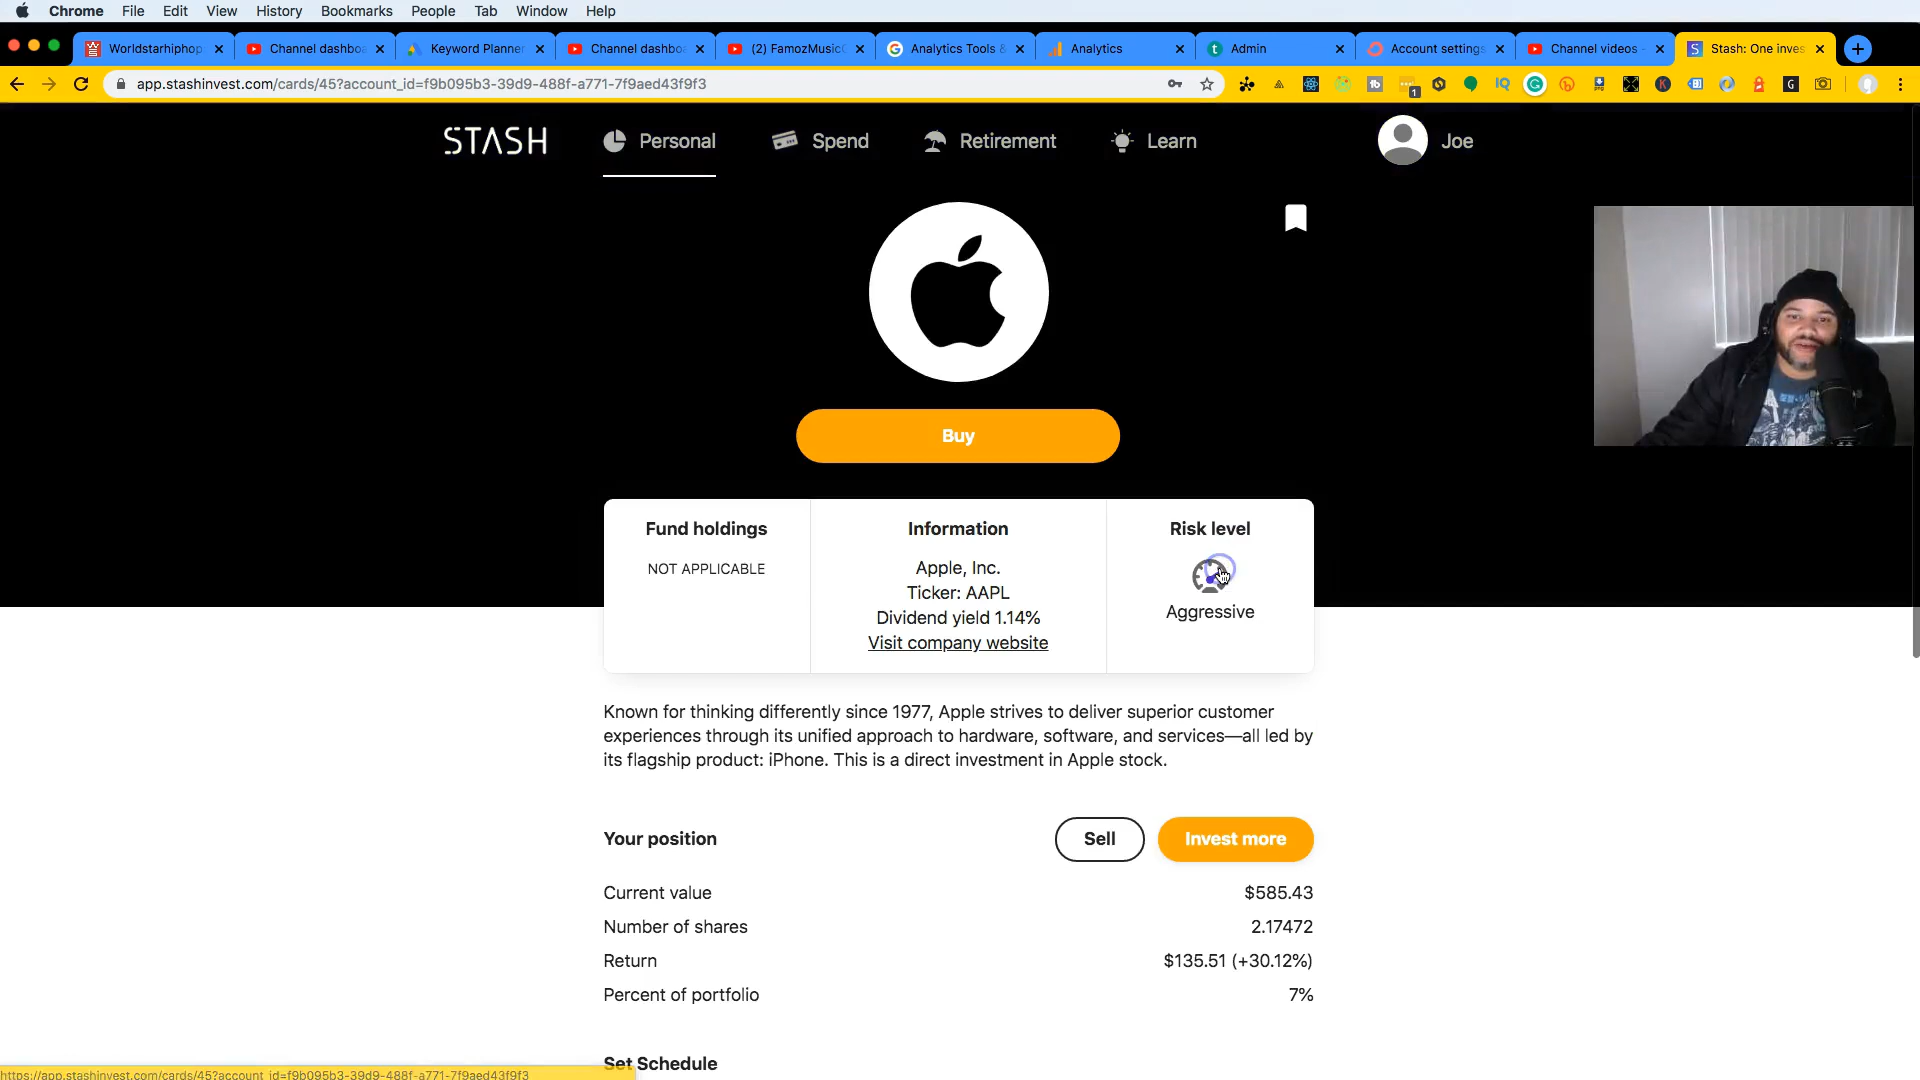 Chrome File Edit View History Bookmarks People Tab Window Help
Worldstarhiphop Channel dashboa Keyword Planner Channel dashboa (2) FamozMusic Analytics Tools & Analytics Admin Account settings Channel videos - Stash: One inves
app.stashinvest.com/cards/45?account_id=f9b095b3-39d9-488f-a771-7f9aed43f9f3
STASH Personal Spend Retirement Learn Joe
Buy
Fund holdings Information Risk level
NOT APPLICABLE Apple, Inc.
Ticker: AAPL
Dividend yield 1.14% Aggressive
Visit company website
Known for thinking differently since 1977, Apple strives to deliver superior customer
experiences through its unified approach to hardware, software, and services—all led by
its flagship product: iPhone. This is a direct investment in Apple stock.
Your position Sell Invest more
Current value $585.43
Number of shares 2.17472
Return $135.51 (+30.12%)
Percent of portfolio 7%
Set Schedule
https://app.stashinvest.com/cards/45?account_id=f9b095b3-39d9-488f-a771-7f9aed43f9f3